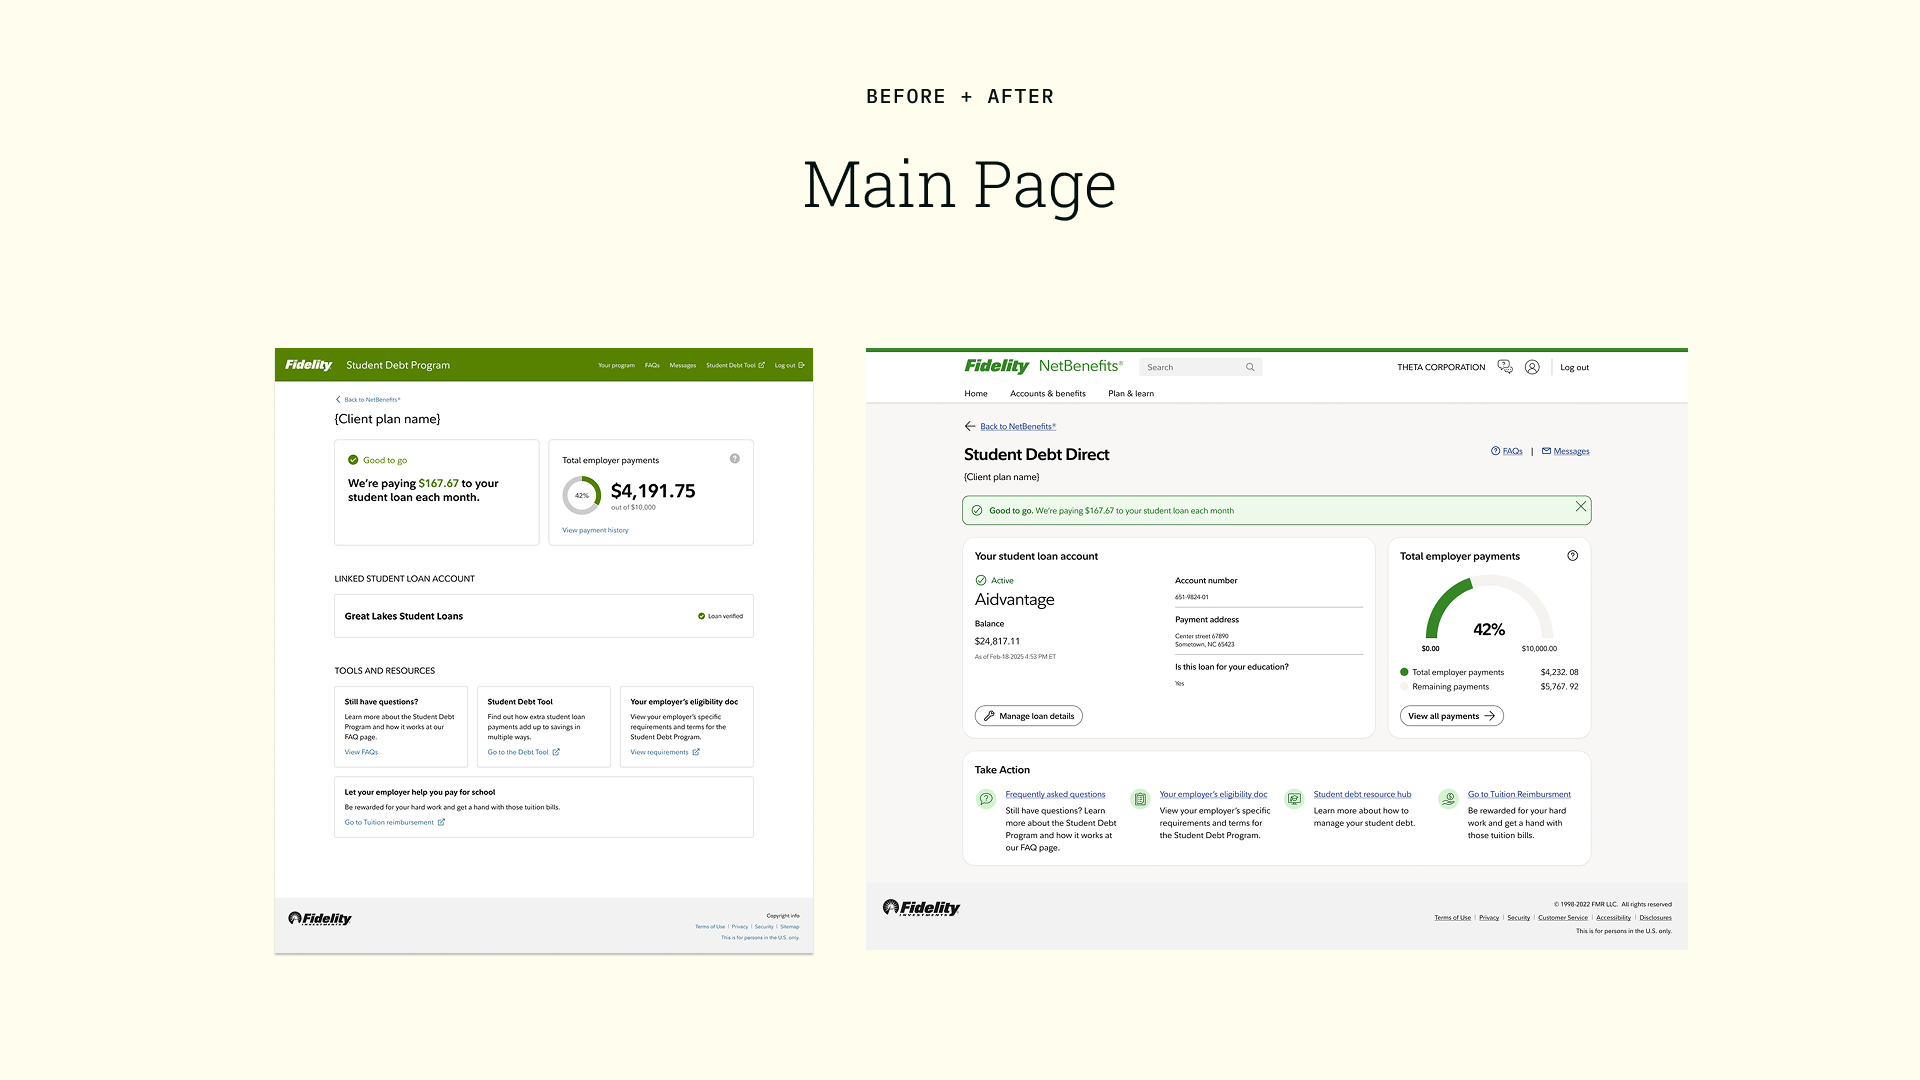 BEFORE + AFTER
Main Page
Fidelity Student Debt Program
Your program FAQs Messages Student Debt Tool Log out
Back to NetBenefits®
{Client plan name}
Good to go
We're paying $167.67 to your
student loan each month.
Total employer payments
?
42%
$4,191.75
out of $10,000
View payment history
LINKED STUDENT LOAN ACCOUNT
Great Lakes Student Loans
Loan verified
TOOLS AND RESOURCES
Still have questions?
Learn more about the Student Debt
Program and how it works at our
FAQ page.
View FAQs
Student Debt Tool
Find out how extra student loan
payments add up to savings in
multiple ways.
Go to the Debt Tool
Your employer's eligibility doc
View your employer's specific
requirements and terms for the
Student Debt Program.
View requirements
Let your employer help you pay for school
Be rewarded for your hard work and get a hand with those tuition bills.
Go to Tuition reimbursement
Fidelity
INVESTMENTS
Copyright info
Terms of Use | Privacy | Security | Sitemap
This is for persons in the U.S. only.
Fidelity NetBenefits®
Search
THETA CORPORATION
Log out
Home Accounts & benefits Plan & learn
Back to NetBenefits®
Student Debt Direct
{Client plan name}
FAQs | Messages
Good to go. We're paying $167.67 to your student loan each month
Your student loan account
Active
Aidvantage
Balance
$24,817.11
As of Feb-18-2025 4:53 PM ET
Manage loan details
Account number
651-9824-01
Payment address
Center street 67890
Sometown, NC 65423
Is this loan for your education?
Yes
Total employer payments
?
42%
$0.00 $10,000.00
Total employer payments $4,232. 08
Remaining payments $5,767. 92
View all payments
Take Action
Frequently asked questions
Still have questions? Learn
more about the Student Debt
Program and how it works at
our FAQ page.
Your employer's eligibility doc
View your employer's specific
requirements and terms for
the Student Debt Program.
Student debt resource hub
Learn more about how to
manage your student debt.
Go to Tuition Reimbursment
Be rewarded for your hard
work and get a hand with
those tuition bills.
Fidelity
INVESTMENTS
© 1998-2022 FMR LLC. All rights reserved
Terms of Use | Privacy | Security | Customer Service | Accessibility | Disclosures
This is for persons in the U.S. only.